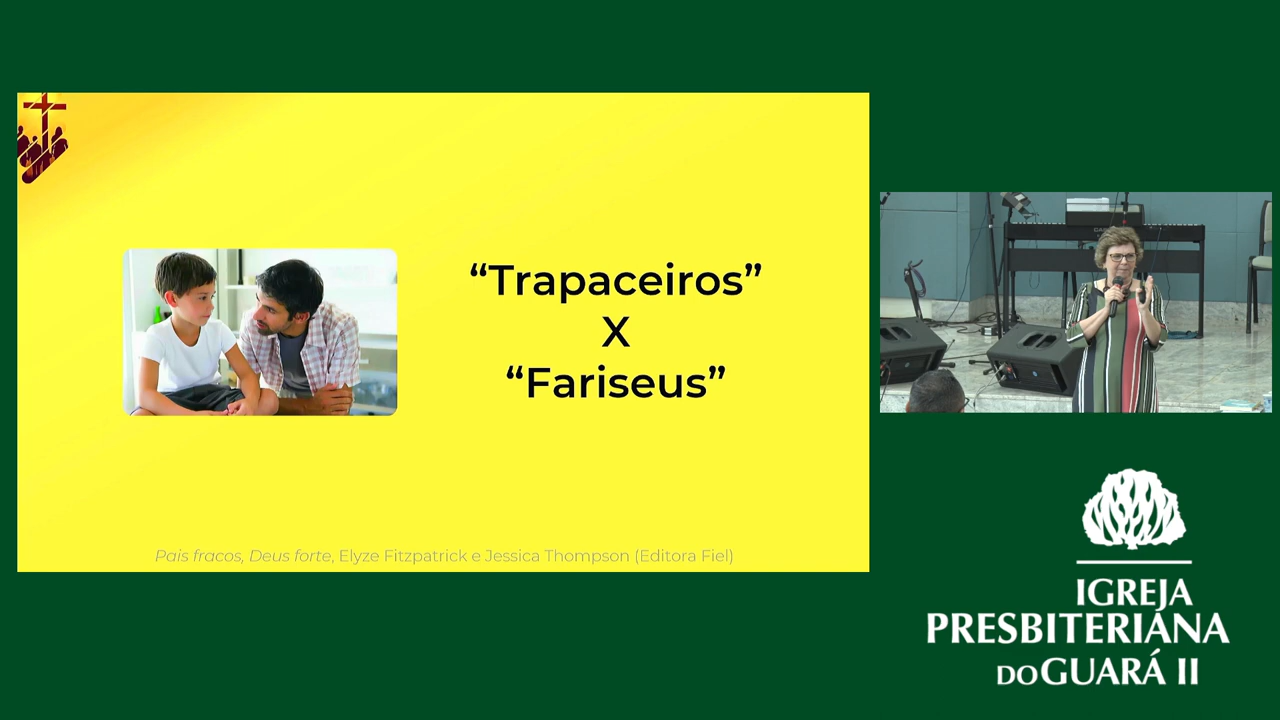 “Trapaceiros”
X
“Fariseus”
Pais fracos, Deus forte, Elyze Fitzpatrick e Jessica Thompson (Editora Fiel)
IGREJA
PRESBITERIANA
DO GUARÁ II